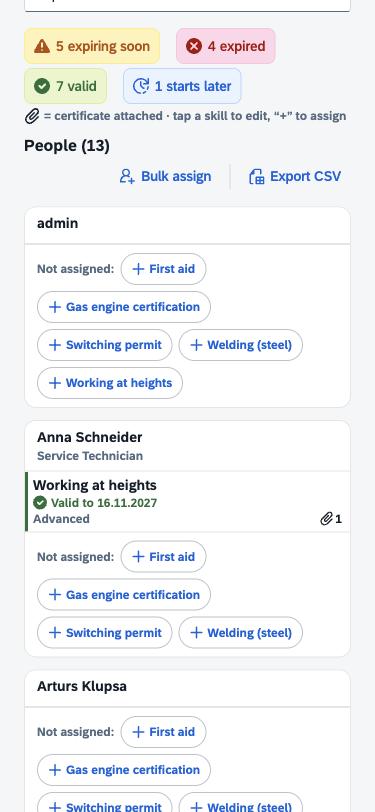 5 expiring soon
4 expired
7 valid
1 starts later
= certificate attached · tap a skill to edit, “+” to assign
People (13)
Bulk assign
Export CSV
admin
Not assigned: + First aid
+ Gas engine certification
+ Switching permit + Welding (steel)
+ Working at heights
Anna Schneider
Service Technician
Working at heights
Valid to 16.11.2027
Advanced 1
Not assigned: + First aid
+ Gas engine certification
+ Switching permit + Welding (steel)
Arturs Klupsa
Not assigned: + First aid
+ Gas engine certification
+ Switching permit + Welding (steel)